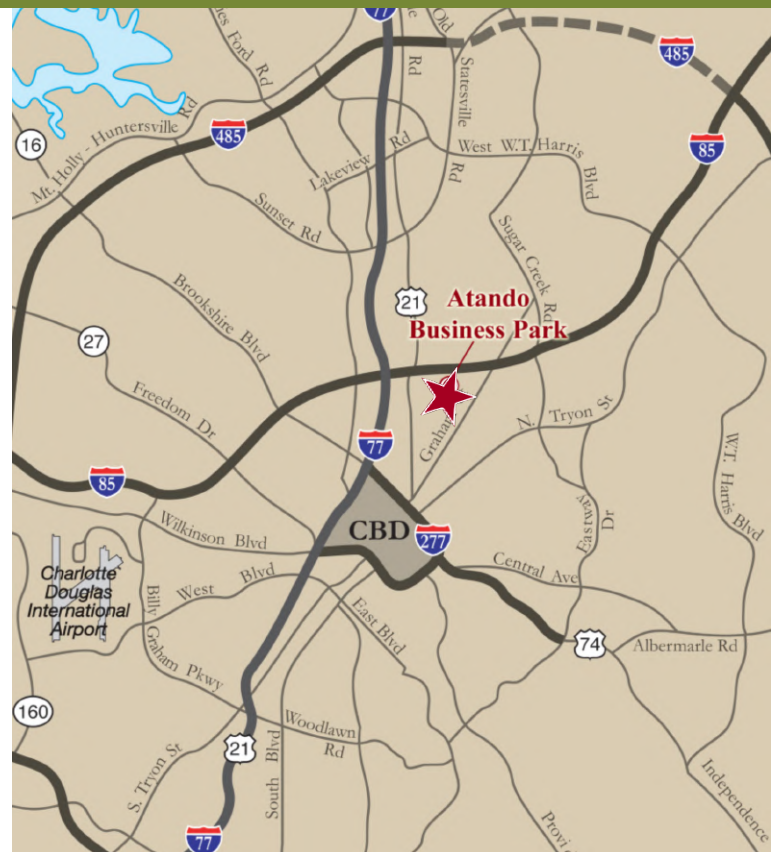 77
Old
Statesville
Rd
485
Rd
Ford Rd
16
Mt. Holly - Huntersville Rd
485
85
Lakeview Rd
West W.T. Harris Blvd
Sunset Rd
Sugar Creek Rd
Brookshire Blvd
21
Atando
Business Park
27
Freedom Dr
Graham
N. Tryon St
77
85
W.T. Harris Blvd
CBD
277
Eastway Dr
Wilkinson Blvd
Central Ave
Charlotte
Douglas
International
Airport
West Blvd
Billy Graham Pkwy
East Blvd
74
Albermarle Rd
160
Woodlawn Rd
21
S. Tryon St
South Blvd
Independence
77